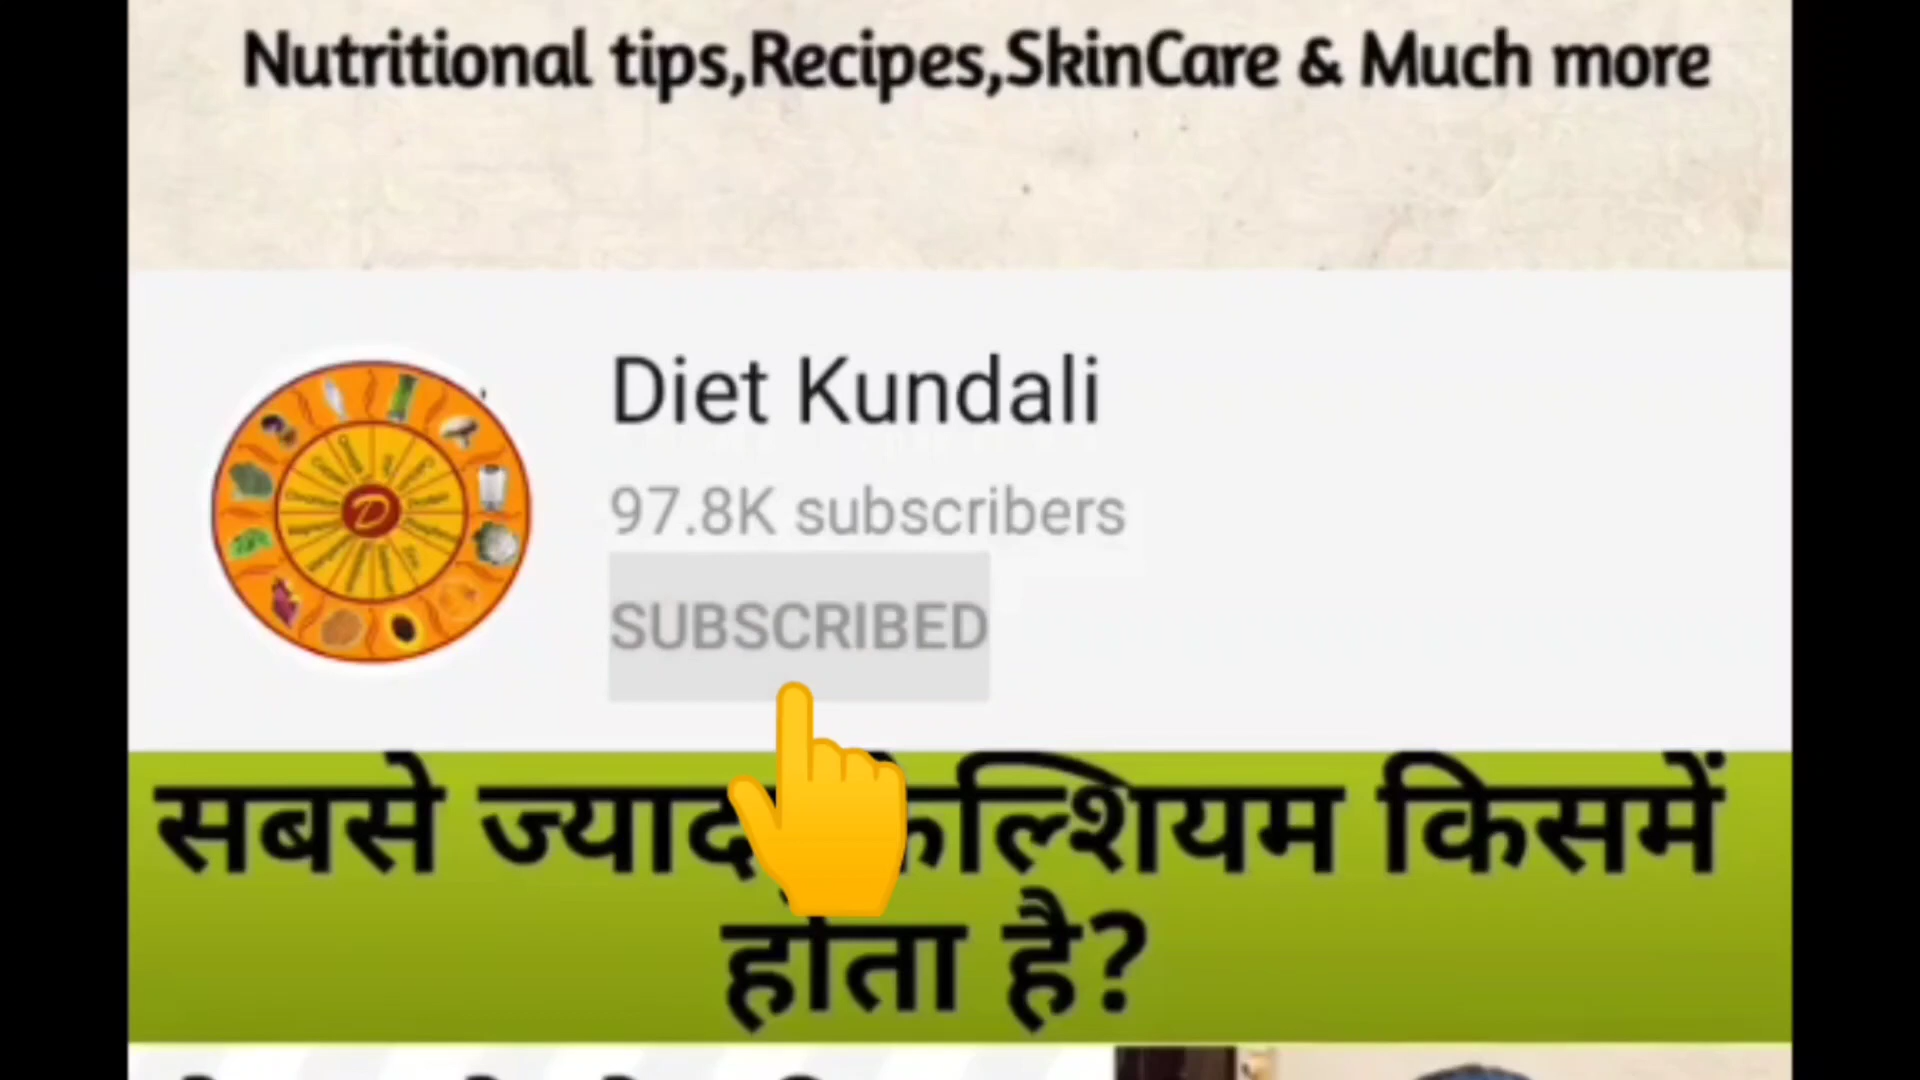 Nutritional tips,Recipes,SkinCare & Much more
Diet Kundali
97.8K subscribers
SUBSCRIBED
सबसे ज्यादा कैल्शियम किसमें
होता है?